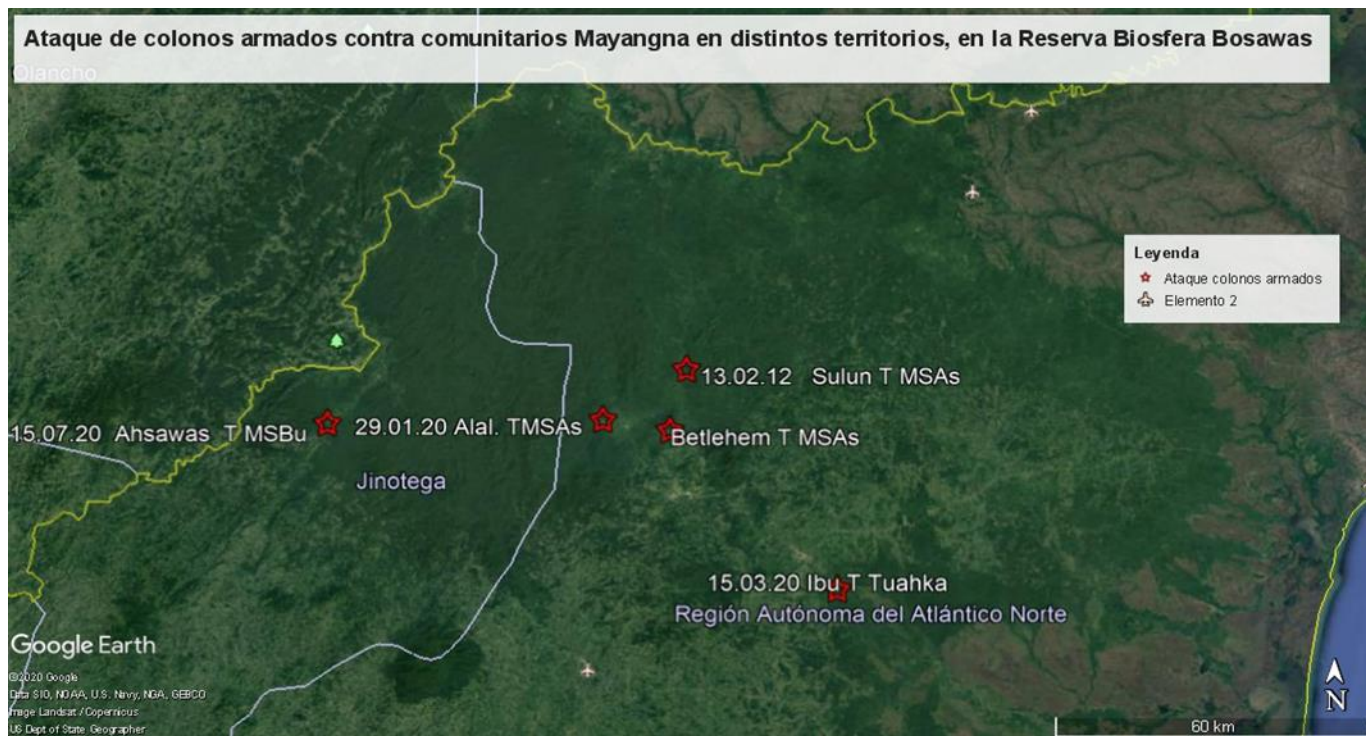 Ataque de colonos armados contra comunitarios Mayangna en distintos territorios, en la Reserva Biosfera Bosawas
Olancho
Leyenda
Ataque colonos armados
Elemento 2
13.02.12 Sulun T MSAs
15.07.20 Ahsawas T MSBu
29.01.20 Alal. TMSAs
Betlehem T MSAs
Jinotega
15.03.20 Ibu T Tuahka
Región Autónoma del Atlántico Norte
Google Earth
©2020 Google
Data SIO, NOAA, U.S. Navy, NGA, GEBCO
Image Landsat / Copernicus
US Dept of State Geographer
60 km
N